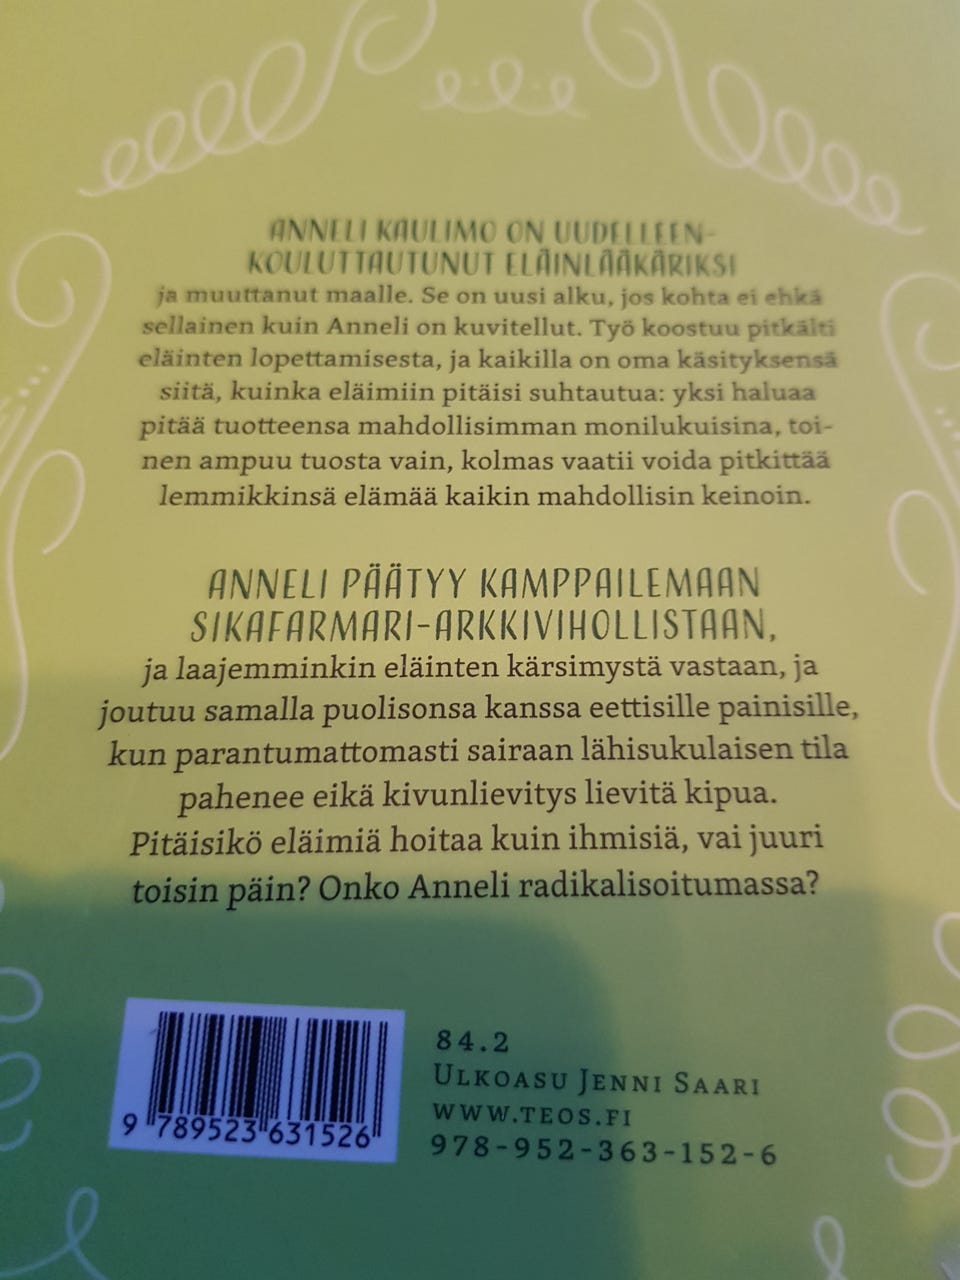 ANNELI KAULIMO ON UUDELLEEN-
KOULUTTAUTUNUT ELÄINLÄÄKÄRIKSI
ja muuttanut maalle. Se on uusi alku, jos kohta ei ehkä
sellainen kuin Anneli on kuvitellut. Työ koostuu pitkälti
eläinten lopettamisesta, ja kaikilla on oma käsityksensä
siitä, kuinka eläimiin pitäisi suhtautua: yksi haluaa
pitää tuotteensa mahdollisimman monilukuisina, toi-
nen ampuu tuosta vain, kolmas vaatii voida pitkittää
lemmikkinsä elämää kaikin mahdollisin keinoin.
ANNELI PÄÄTYY KAMPPAILEMAAN
SIKAFARMARI-ARKKIVIHOLLISTAAN,
ja laajemminkin eläinten kärsimystä vastaan, ja
joutuu samalla puolisonsa kanssa eettisille painisille,
kun parantumattomasti sairaan lähisukulaisen tila
pahenee eikä kivunlievitys lievitä kipua.
Pitäisikö eläimiä hoitaa kuin ihmisiä, vai juuri
toisin päin? Onko Anneli radikalisoitumassa?
84.2
ULKOASU JENNI SAARI
WWW.TEOS.FI
978-952-363-152-6
9 789523 631526